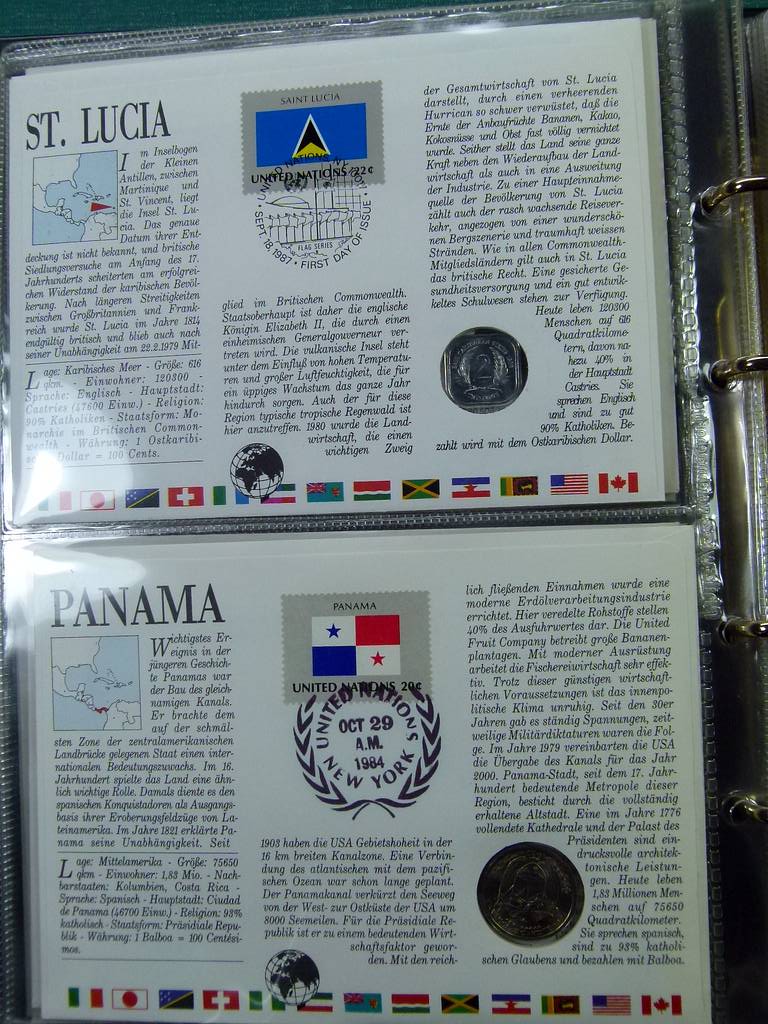 ST. LUCIA
Im Inselbogen
der Kleinen
Antillen, zwischen
Martinique und
St. Vincent, liegt
die Insel St. Lu-
cia. Das genaue
Datum ihrer Ent-
deckung ist nicht bekannt, und britische
Siedlungsversuche am Anfang des 17.
Jahrhunderts scheiterten am erfolgrei-
chen Widerstand der karibischen Bevöl-
kerung. Nach längeren Streitigkeiten
zwischen Großbritannien und Frank-
reich wurde St. Lucia im Jahre 1814
endgültig britisch und blieb auch nach
seiner Unabhängigkeit am 22.2.1979 Mit-
Lage: Karibisches Meer - Größe: 616
qkm. - Einwohner: 120300 -
Sprache: Englisch - Hauptstadt:
Castries (47600 Einw.) - Religion:
90% Katholiken - Staatsform: Mo-
narchie im Britischen Common-
wealth - Währung: 1 Ostkaribi-
Dollar = 100 Cents.
SAINT LUCIA
UNITED NATIONS 22¢
SEPT. 18, 1987 • FIRST DAY OF ISSUE
FLAG SERIES
glied im Britischen Commonwealth.
Staatsoberhaupt ist daher die englische
Königin Elizabeth II, die durch einen
einheimischen Generalgouverneur ver-
treten wird. Die vulkanische Insel steht
unter dem Einfluß von hohen Temperatu-
ren und großer Luftfeuchtigkeit, die für
ein üppiges Wachstum das ganze Jahr
hindurch sorgen. Auch der für diese
Region typische tropische Regenwald ist
hier anzutreffen. 1980 wurde die Land-
wirtschaft, die einen
wichtigen Zweig
der Gesamtwirtschaft von St. Lucia
darstellt, durch einen verheerenden
Hurrican so schwer verwüstet, daß die
Ernte der Anbaufrüchte Bananen, Kakao,
Kokosnüsse und Obst fast völlig vernichtet
wurde. Seither stellt das Land seine ganze
Kraft neben den Wiederaufbau der Land-
wirtschaft als auch in eine Ausweitung
der Industrie. Zu einer Haupteinnahme-
quelle der Bevölkerung von St. Lucia
zählt auch der rasch wachsende Reisever-
kehr, angezogen von einer wunderschö-
nen Bergszenerie und traumhaft weissen
Stränden. Wie in allen Commonwealth-
Mitgliedsländern gilt auch in St. Lucia
das britische Recht. Eine gesicherte Ge-
sundheitsversorgung und ein gut entwik-
keltes Schulwesen stehen zur Verfügung.
Heute leben 120300
Menschen auf 616
Quadratkilome-
tern, davon na-
hezu 40% in
der Hauptstadt
Castries. Sie
sprechen Englisch
und sind zu gut
90% Katholiken. Be-
zahlt wird mit dem Ostkaribischen Dollar.
2
PANAMA
Wichtigstes Er-
eignis in der
jüngeren Geschich-
te Panamas war
der Bau des gleich-
namigen Kanals.
Er brachte dem
auf der schmäl-
sten Zone der zentralamerikanischen
Landbrücke gelegenen Staat einen inter-
nationalen Bedeutungszuwachs. Im 16.
Jahrhundert spielte das Land eine ähn-
lich wichtige Rolle. Damals diente es den
spanischen Konquistadoren als Ausgangs-
basis ihrer Eroberungsfeldzüge von La-
teinamerika. Im Jahre 1821 erklärte Pa-
nama seine Unabhängigkeit. Seit
Lage: Mittelamerika - Größe: 75650
qkm - Einwohner: 1,83 Mio. - Nach-
barstaaten: Kolumbien, Costa Rica -
Sprache: Spanisch - Hauptstadt: Ciudad
de Panama (46700 Einw.) - Religion: 93%
katholisch - Staatsform: Präsidiale Repu-
blik - Währung: 1 Balboa = 100 Centési-
mos.
PANAMA
UNITED NATIONS 20¢
UNITED NATIONS
OCT 29
A.M.
1984
NEW YORK
1903 haben die USA Gebietshoheit in der
16 km breiten Kanalzone. Eine Verbin-
dung des atlantischen mit dem pazifi-
schen Ozean war schon lange geplant.
Der Panamakanal verkürzt den Seeweg
von der West- zur Ostküste der USA um
8000 Seemeilen. Für die Präsidiale Re-
publik ist er zu einem bedeutenden Wirt-
schaftsfaktor gewor-
den. Mit den reich-
lich fließenden Einnahmen wurde eine
moderne Erdölverarbeitungsindustrie
errichtet. Hier veredelte Rohstoffe stellen
40% des Ausfuhrwertes dar. Die United
Fruit Company betreibt große Bananen-
plantagen. Mit moderner Ausrüstung
arbeitet die Fischereiwirtschaft sehr effek-
tiv. Trotz dieser günstigen wirtschaft-
lichen Voraussetzungen ist das innenpo-
litische Klima unruhig. Seit den 30er
Jahren gab es ständig Spannungen, zeit-
weilige Militärdiktaturen waren die Fol-
ge. Im Jahre 1979 vereinbarten die USA
die Übergabe des Kanals für das Jahr
2000. Panama-Stadt, seit dem 17. Jahr-
hundert bedeutende Metropole dieser
Region, besticht durch die vollständig
erhaltene Altstadt. Eine im Jahre 1776
vollendete Kathedrale und der Palast des
Präsidenten sind ein-
drucksvolle architek-
tonische Leistun-
gen. Heute leben
1,83 Millionen Men-
schen auf 75650
Quadratkilometer.
Sie sprechen spanisch,
sind zu 93% katholi-
schen Glaubens und bezahlen mit Balboa.